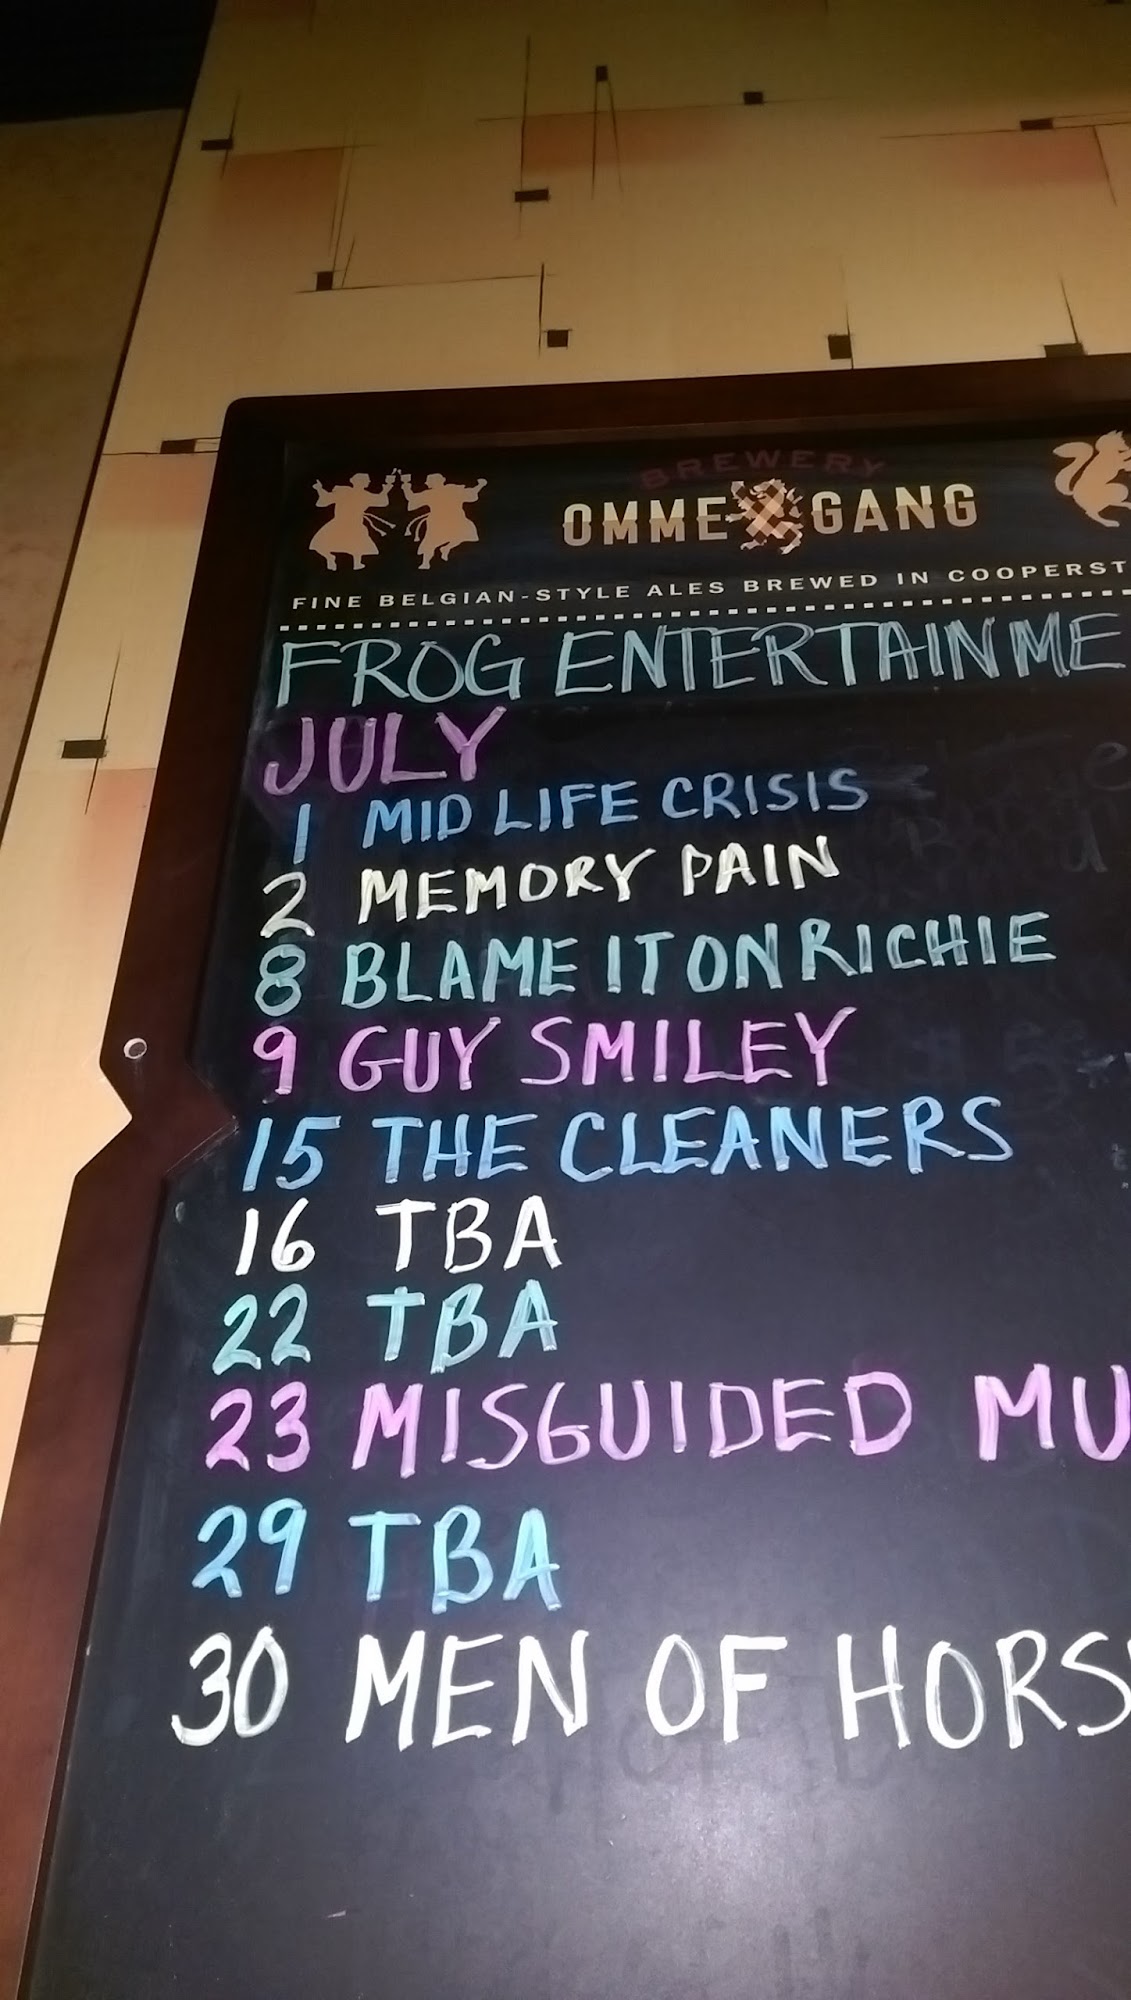 BREWERY
OMMEGANG
FINE BELGIAN-STYLE ALES BREWED IN COOPERST
FROG ENTERTAINME
JULY
1 MID LIFE CRISIS
2 MEMORY PAIN
8 BLAME IT ON RICHIE
9 GUY SMILEY
15 THE CLEANERS
16 TBA
22 TBA
23 MISGUIDED MU
29 TBA
30 MEN OF HORS